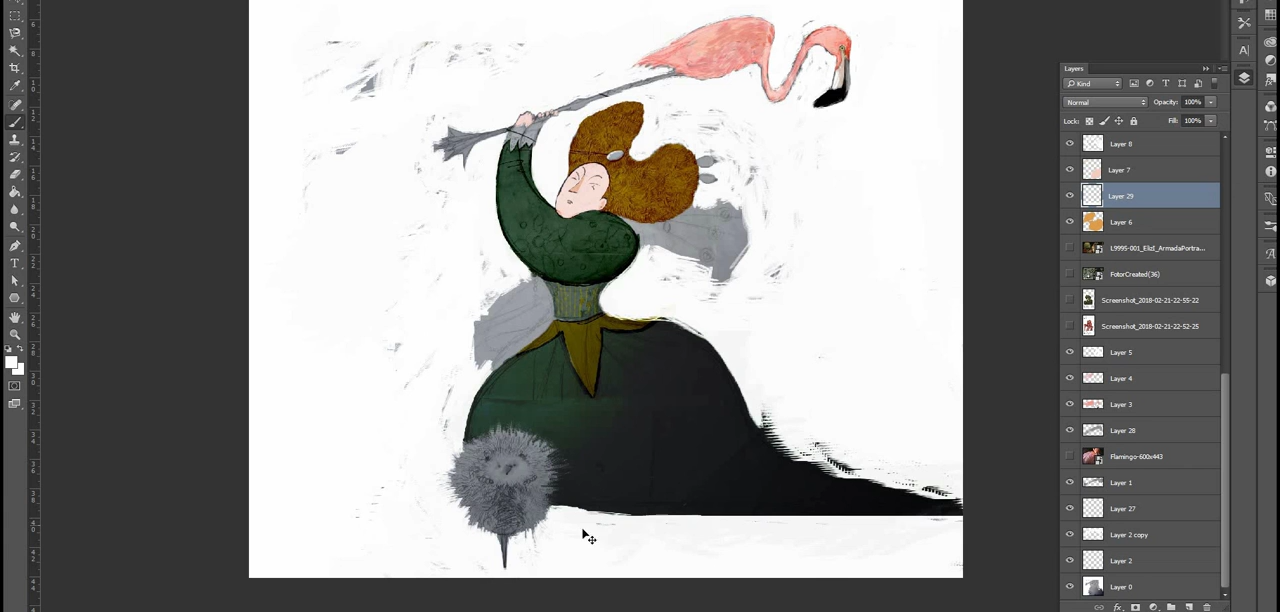 Layers
Kind
Normal
Opacity: 100%
Lock:
Fill: 100%
Layer 8
Layer 7
Layer 29
Layer 6
L9995-001_ElizI_ArmadaPortra...
FotorCreated(36)
Screenshot_2018-02-21-22-55-22
Screenshot_2018-02-21-22-52-25
Layer 5
Layer 4
Layer 3
Layer 28
Flamingo-600x443
Layer 1
Layer 27
Layer 2 copy
Layer 2
Layer 0